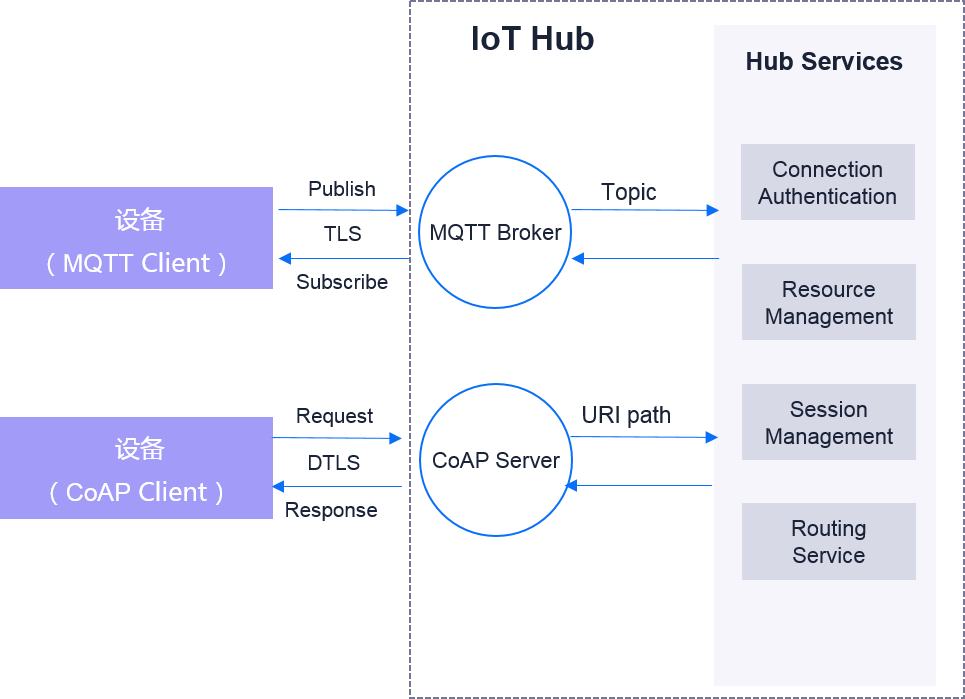 IoT Hub
Hub Services
设备
（MQTT Client）
Publish
TLS
Subscribe
MQTT Broker
Topic
Connection
Authentication
Resource
Management
设备
（CoAP Client）
Request
DTLS
Response
CoAP Server
URI path
Session
Management
Routing
Service